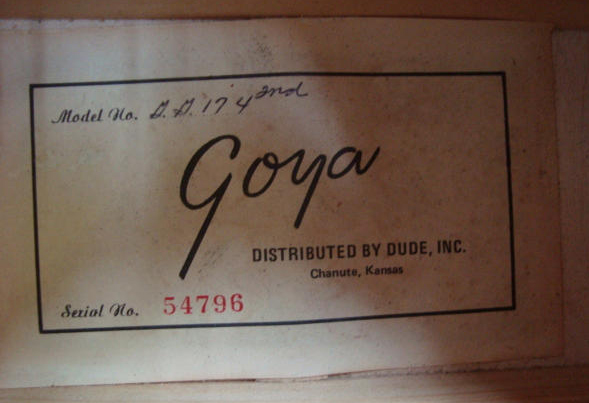 Model No. G. G. 174 2nd
Goya
DISTRIBUTED BY DUDE, INC.
Chanute, Kansas
Serial No. 54796